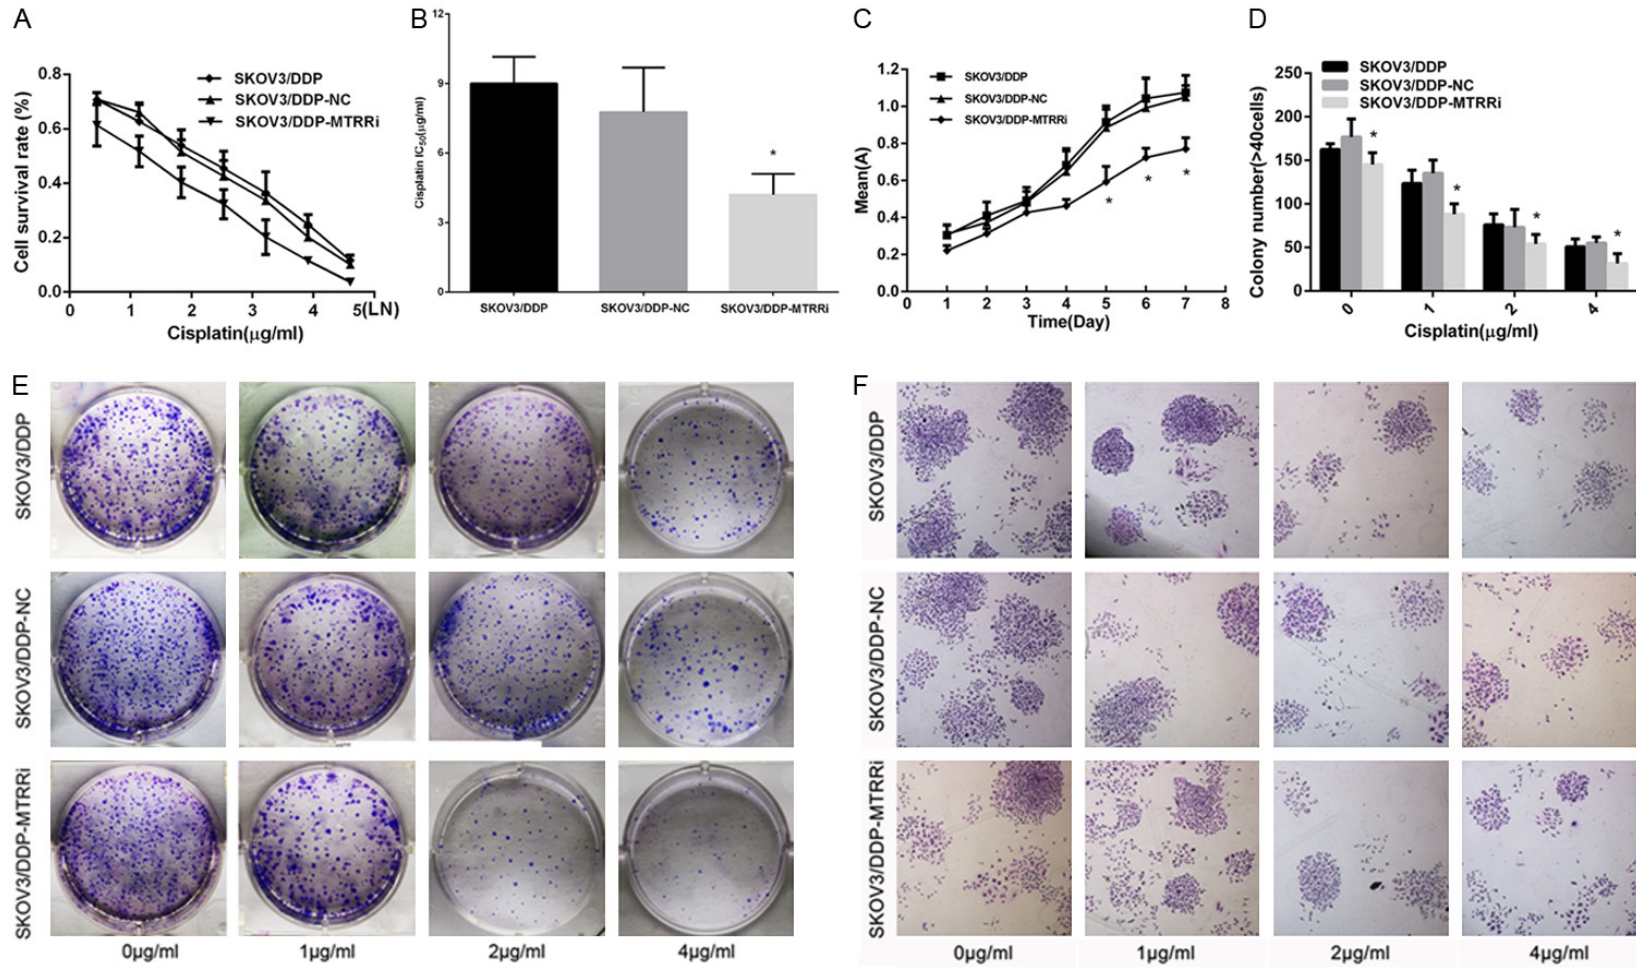 A
0.8
0.6
0.4
0.2
0.0
Cell survival rate (%)
SKOV3/DDP
SKOV3/DDP-NC
SKOV3/DDP-MTRRi
0 1 2 3 4 5(LN)
Cisplatin(μg/ml)
B
12
9
6
3
0
Cisplatin IC50(μg/ml)
*
SKOV3/DDP SKOV3/DDP-NC SKOV3/DDP-MTRRi
C
1.2
1.0
0.8
0.6
0.4
0.2
0.0
Mean(A)
SKOV3/DDP
SKOV3/DDP-NC
SKOV3/DDP-MTRRi
* * *
0 1 2 3 4 5 6 7 8
Time(Day)
D
250
200
150
100
50
0
Colony number(>40cells)
SKOV3/DDP
SKOV3/DDP-NC
SKOV3/DDP-MTRRi
* * * *
0 1 2 4
Cisplatin(μg/ml)
E
SKOV3/DDP
SKOV3/DDP-NC
SKOV3/DDP-MTRRi
0μg/ml 1μg/ml 2μg/ml 4μg/ml
F
SKOV3/DDP
SKOV3/DDP-NC
SKOV3/DDP-MTRRi
0μg/ml 1μg/ml 2μg/ml 4μg/ml